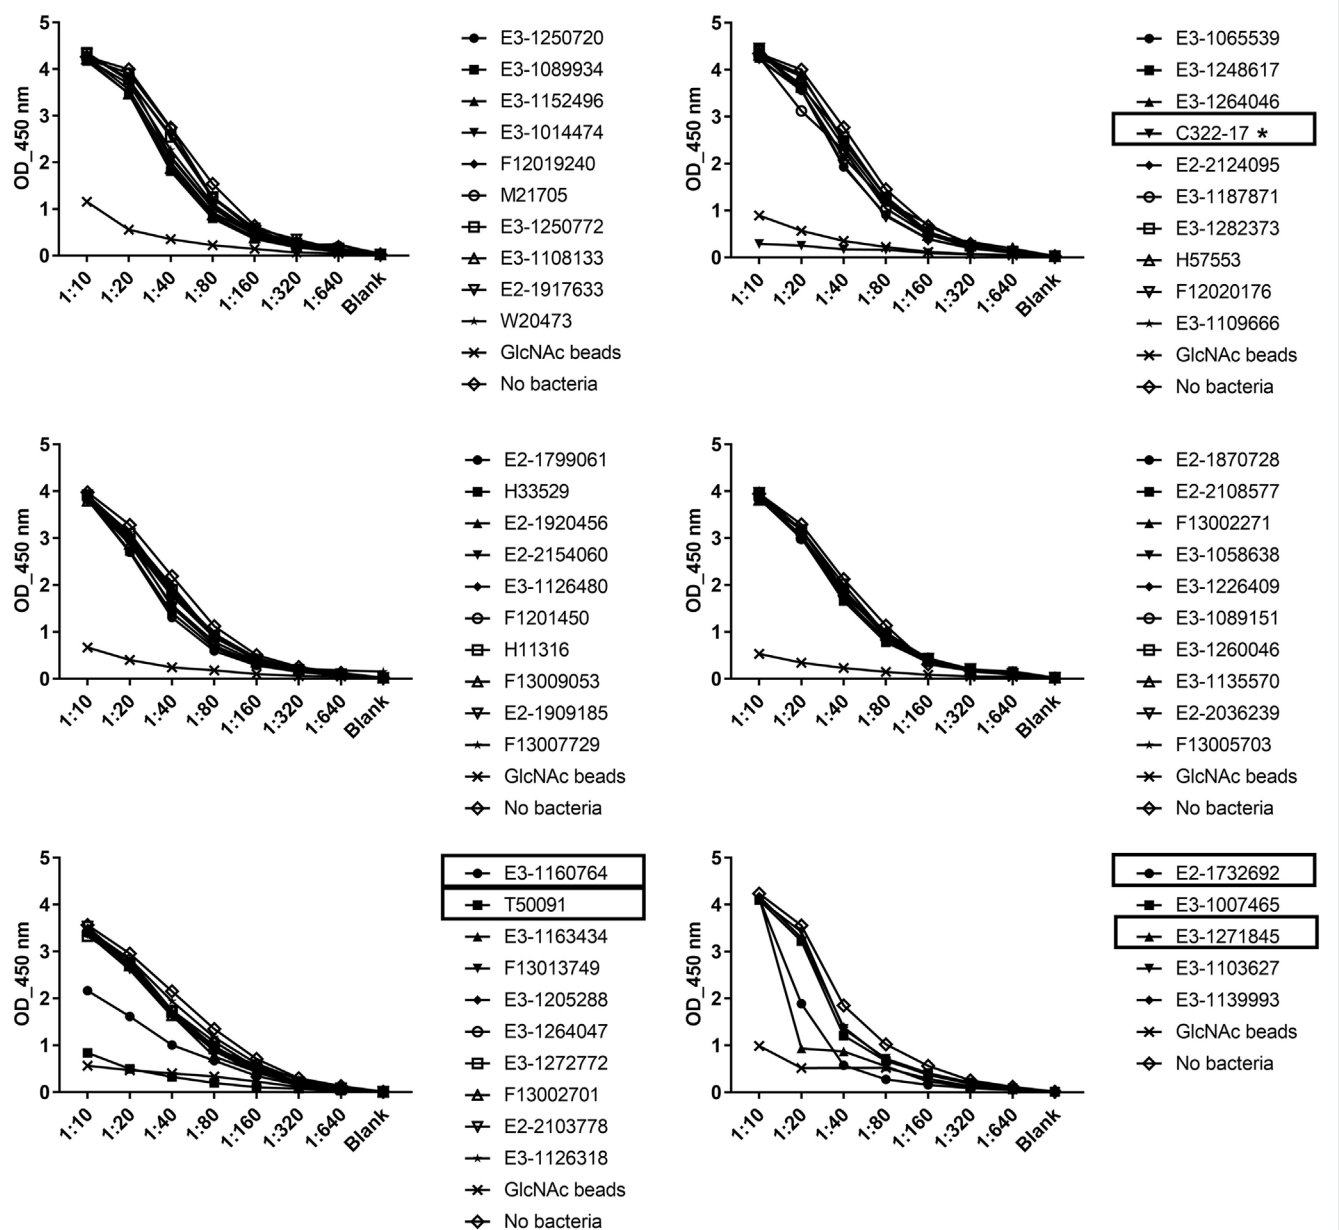 5
4
3
2
1
0
OD_450 nm
1:10
1:20
1:40
1:80
1:160
1:320
1:640
Blank
E3-1250720
E3-1089934
E3-1152496
E3-1014474
F12019240
M21705
E3-1250772
E3-1108133
E2-1917633
W20473
GlcNAc beads
No bacteria
5
4
3
2
1
0
OD_450 nm
1:10
1:20
1:40
1:80
1:160
1:320
1:640
Blank
E3-1065539
E3-1248617
E3-1264046
C322-17 *
E2-2124095
E3-1187871
E3-1282373
H57553
F12020176
E3-1109666
GlcNAc beads
No bacteria
5
4
3
2
1
0
OD_450 nm
1:10
1:20
1:40
1:80
1:160
1:320
1:640
Blank
E2-1799061
H33529
E2-1920456
E2-2154060
E3-1126480
F1201450
H11316
F13009053
E2-1909185
F13007729
GlcNAc beads
No bacteria
5
4
3
2
1
0
OD_450 nm
1:10
1:20
1:40
1:80
1:160
1:320
1:640
Blank
E2-1870728
E2-2108577
F13002271
E3-1058638
E3-1226409
E3-1089151
E3-1260046
E3-1135570
E2-2036239
F13005703
GlcNAc beads
No bacteria
5
4
3
2
1
0
OD_450 nm
1:10
1:20
1:40
1:80
1:160
1:320
1:640
Blank
E3-1160764
T50091
E3-1163434
F13013749
E3-1205288
E3-1264047
E3-1272772
F13002701
E2-2103778
E3-1126318
GlcNAc beads
No bacteria
5
4
3
2
1
0
OD_450 nm
1:10
1:20
1:40
1:80
1:160
1:320
1:640
Blank
E2-1732692
E3-1007465
E3-1271845
E3-1103627
E3-1139993
GlcNAc beads
No bacteria